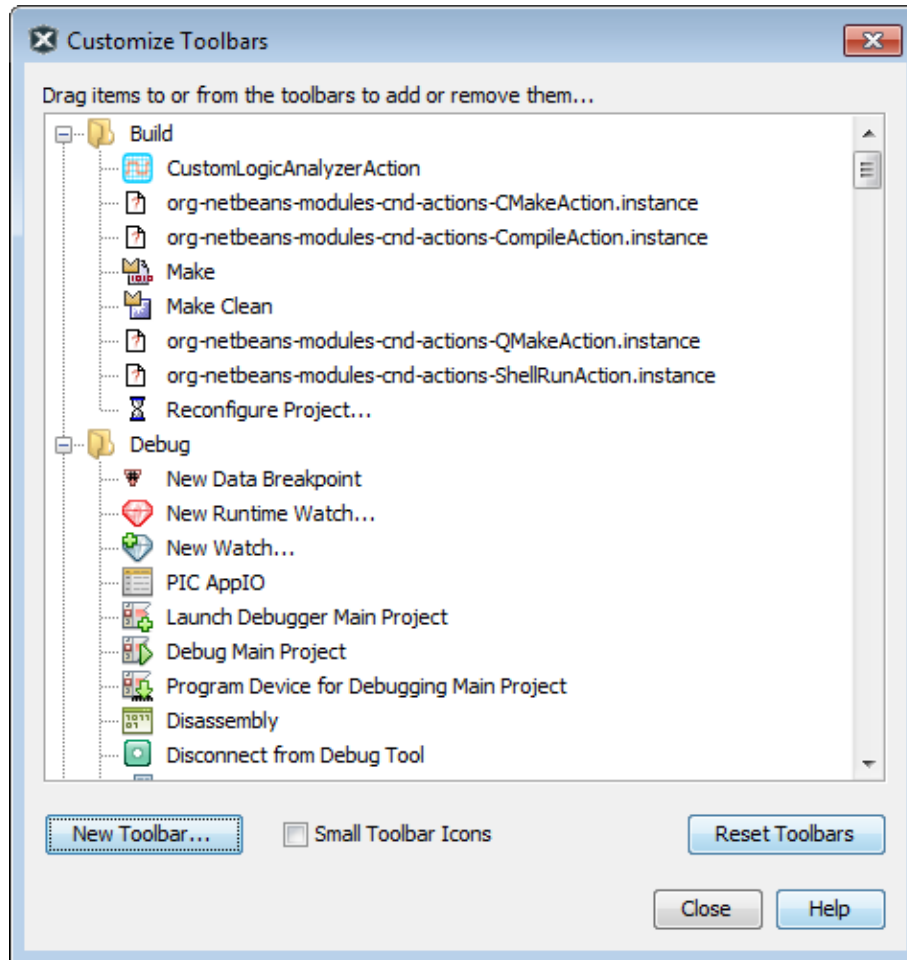 Customize Toolbars
Drag items to or from the toolbars to add or remove them...
Build
CustomLogicAnalyzerAction
org-netbeans-modules-cnd-actions-CMakeAction.instance
org-netbeans-modules-cnd-actions-CompileAction.instance
Make
Make Clean
org-netbeans-modules-cnd-actions-QMakeAction.instance
org-netbeans-modules-cnd-actions-ShellRunAction.instance
Reconfigure Project...
Debug
New Data Breakpoint
New Runtime Watch...
New Watch...
PIC AppIO
Launch Debugger Main Project
Debug Main Project
Program Device for Debugging Main Project
Disassembly
Disconnect from Debug Tool
New Toolbar... Small Toolbar Icons Reset Toolbars
Close Help